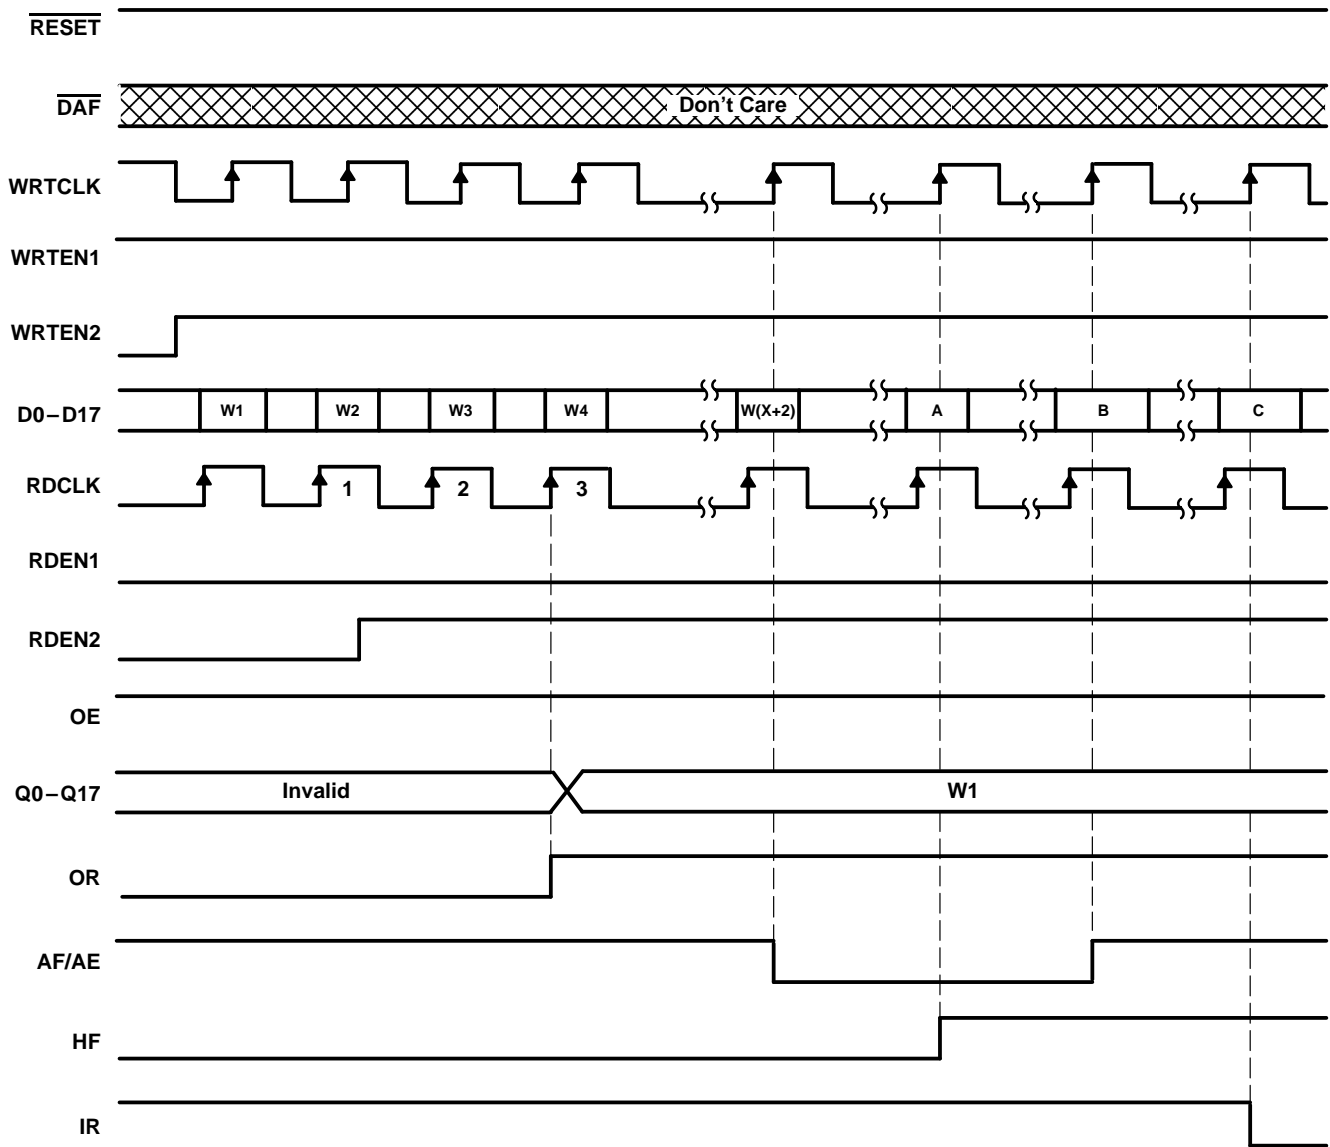 RESET
DAF
Don't Care
WRTCLK
WRTEN1
WRTEN2
D0–D17 W1 W2 W3 W4 W(X+2) A B C
RDCLK 1 2 3
RDEN1
RDEN2
OE
Q0–Q17 Invalid W1
OR
AF/AE
HF
IR